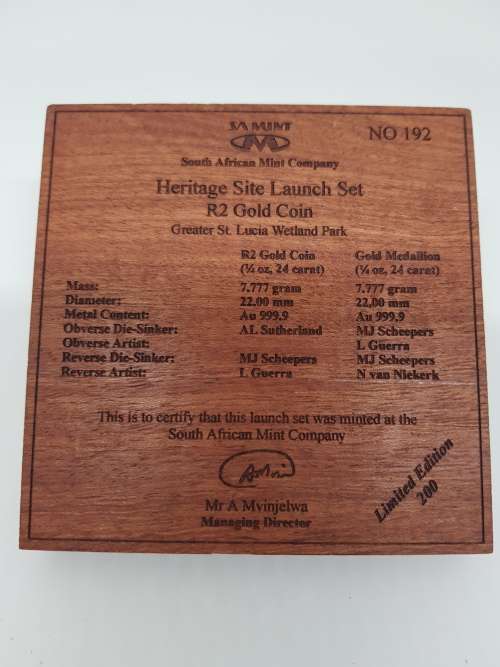 SA MINT
NO 192
South African Mint Company
Heritage Site Launch Set
R2 Gold Coin
Greater St. Lucia Wetland Park
R2 Gold Coin Gold Medallion
(¼ oz, 24 carat) (¼ oz, 24 carat)
Mass: 7.777 gram 7.777 gram
Diameter: 22.00 mm 22.00 mm
Metal Content: Au 999.9 Au 999.9
Obverse Die-Sinker: AL Sutherland MJ Scheepers
Obverse Artist: L Guerra
Reverse Die-Sinker: MJ Scheepers MJ Scheepers
Reverse Artist: L Guerra N van Niekerk
This is to certify that this launch set was minted at the
South African Mint Company
Mr A Mvinjelwa
Managing Director
Limited Edition
200